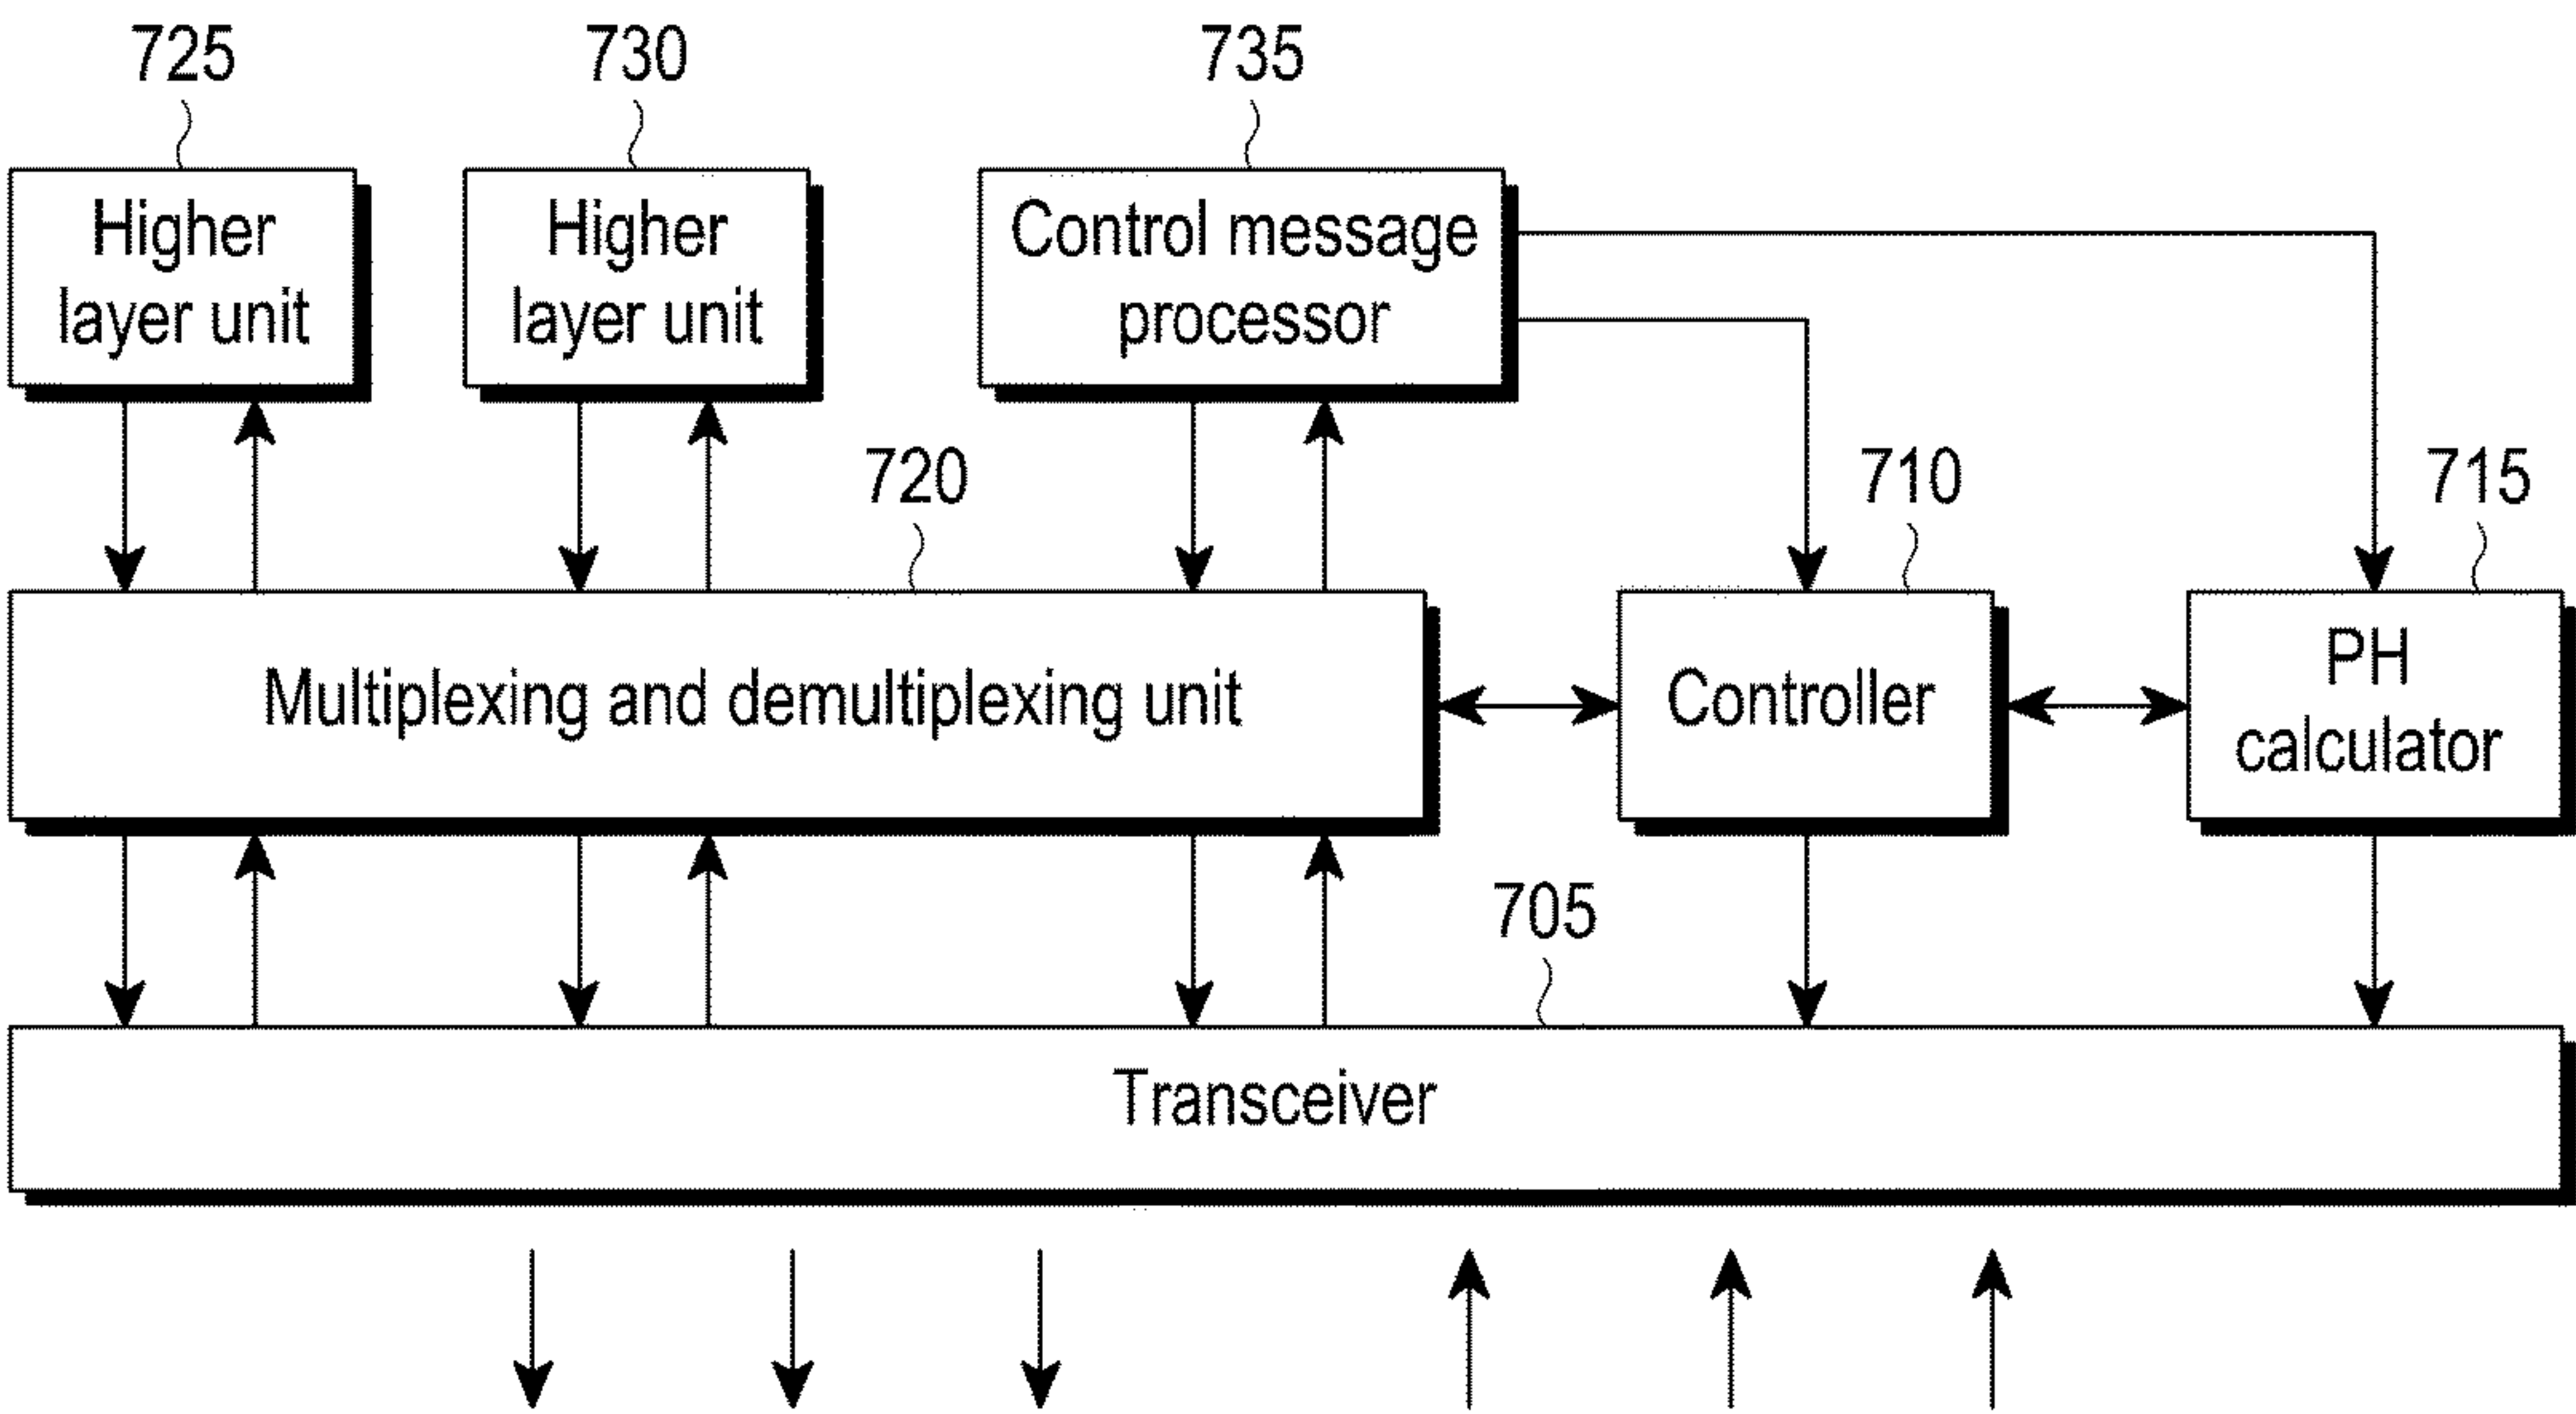 725
730
735
Higher
layer unit
Higher
layer unit
Control message
processor
720
710
715
Multiplexing and demultiplexing unit
Controller
PH
calculator
705
Transceiver